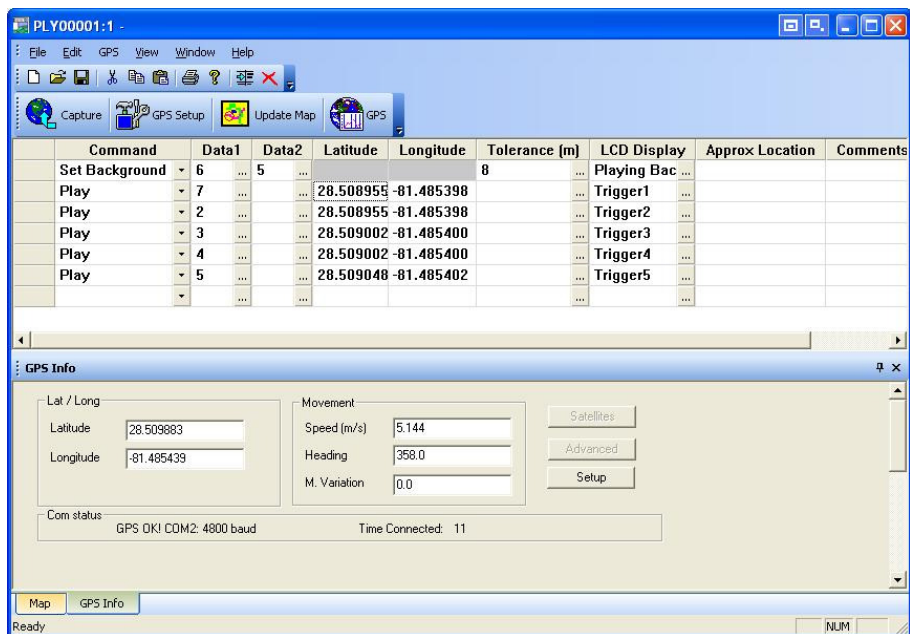 PLY00001:1 -
File Edit GPS View Window Help
Capture GPS Setup Update Map GPS
Command Data1 Data2 Latitude Longitude Tolerance (m) LCD Display Approx Location Comments
Set Background 6 ... 5 ... 8 ... Playing Bac ...
Play 7 ... ... 28.508955 -81.485398 ... Trigger1 ...
Play 2 ... ... 28.508955 -81.485398 ... Trigger2 ...
Play 3 ... ... 28.509002 -81.485400 ... Trigger3 ...
Play 4 ... ... 28.509002 -81.485400 ... Trigger4 ...
Play 5 ... ... 28.509048 -81.485402 ... Trigger5 ...
... ... ... ...
GPS Info
Lat / Long
Latitude 28.509883
Longitude -81.485439
Movement
Speed (m/s) 5.144
Heading 358.0
M. Variation 0.0
Satellites
Advanced
Setup
Com status
GPS OK! COM2: 4800 baud Time Connected: 11
Map GPS Info
Ready NUM